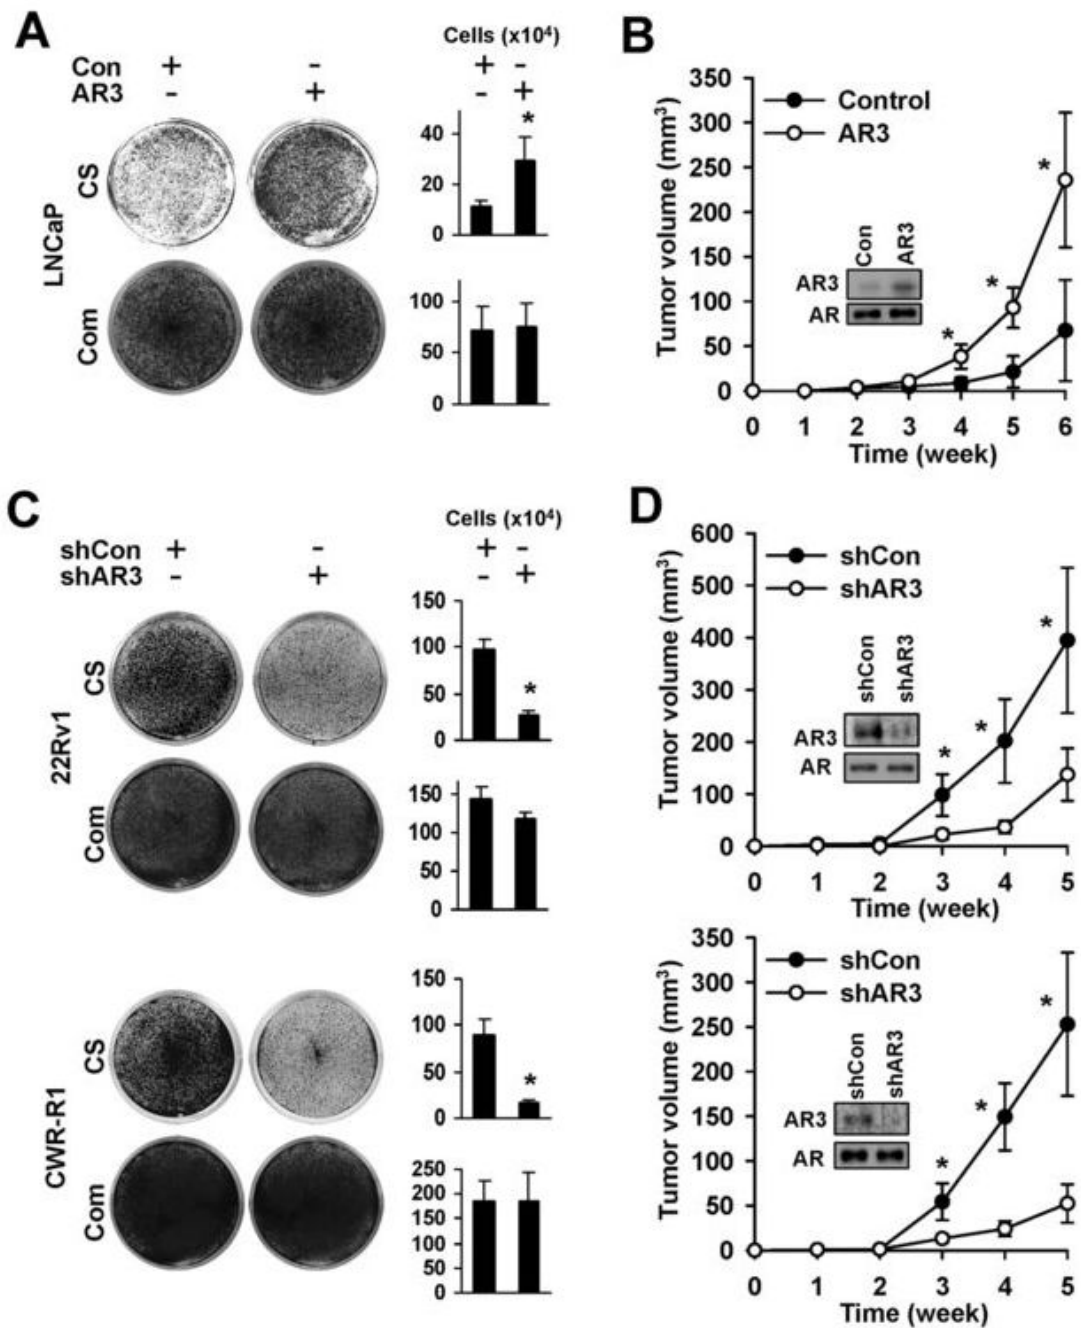 A
Cells (x10⁴)
Con + - + -
AR3 - + - +
*
LNCaP
CS
40
20
0
Com
100
50
0
B
350
300
250
200
150
100
50
0
Tumor volume (mm³)
Control
AR3
Con AR3
AR3
AR
* * *
0 1 2 3 4 5 6
Time (week)
C
Cells (x10⁴)
shCon + - + -
shAR3 - + - +
22Rv1
CS
150
100
50
0
*
Com
150
100
50
0
CWR-R1
CS
150
100
50
0
*
Com
250
200
150
100
50
0
D
600
500
400
300
200
100
0
Tumor volume (mm³)
shCon
shAR3
shCon shAR3
AR3
AR
* * *
0 1 2 3 4 5
Time (week)
350
300
250
200
150
100
50
0
Tumor volume (mm³)
shCon
shAR3
shCon shAR3
AR3
AR
* * *
0 1 2 3 4 5
Time (week)